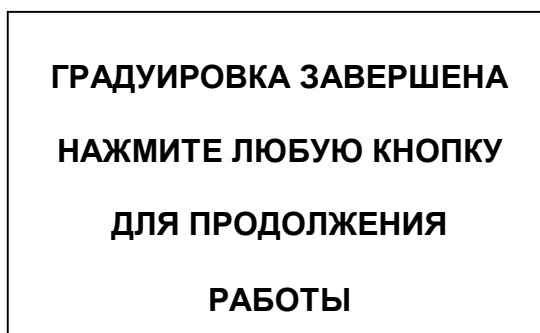 ГРАДУИРОВКА ЗАВЕРШЕНА
НАЖМИТЕ ЛЮБУЮ КНОПКУ
ДЛЯ ПРОДОЛЖЕНИЯ
РАБОТЫ